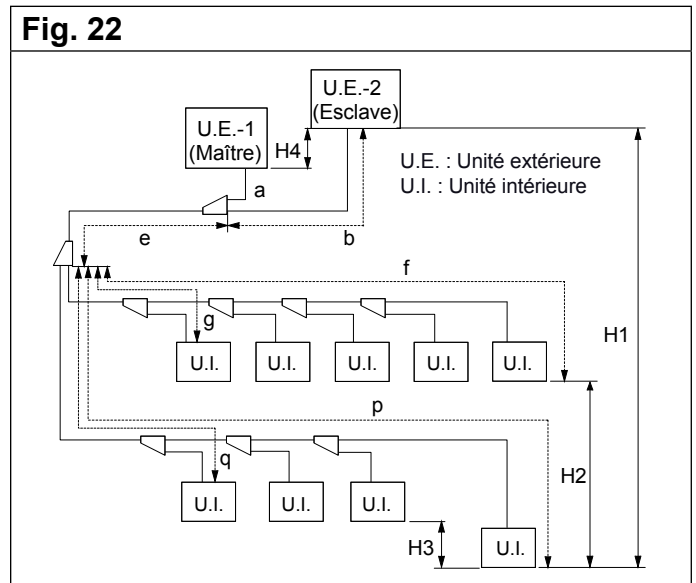 Fig. 22
U.E.-2
(Esclave)
U.E.-1
(Maître)
H4
U.E. : Unité extérieure
U.I. : Unité intérieure
a
e
b
f
H1
g
U.I.
U.I.
U.I.
U.I.
U.I.
p
H2
q
U.I.
U.I.
U.I.
H3
U.I.